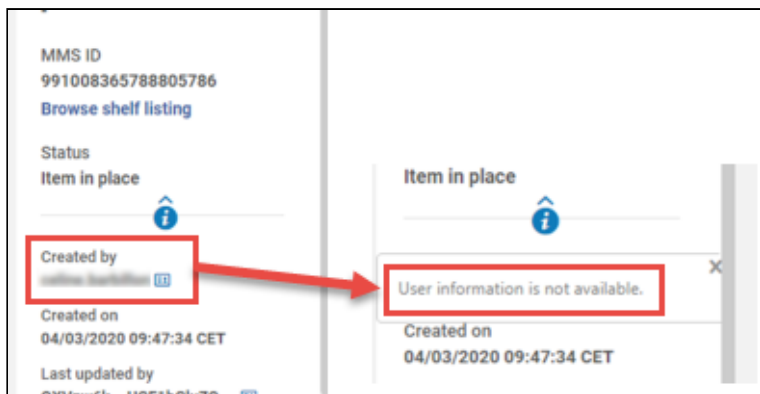 MMS ID
991008365788805786
Browse shelf listing
Status
Item in place
Created by
Created on
04/03/2020 09:47:34 CET
Last updated by
Item in place
User information is not available.
X
Created on
04/03/2020 09:47:34 CET